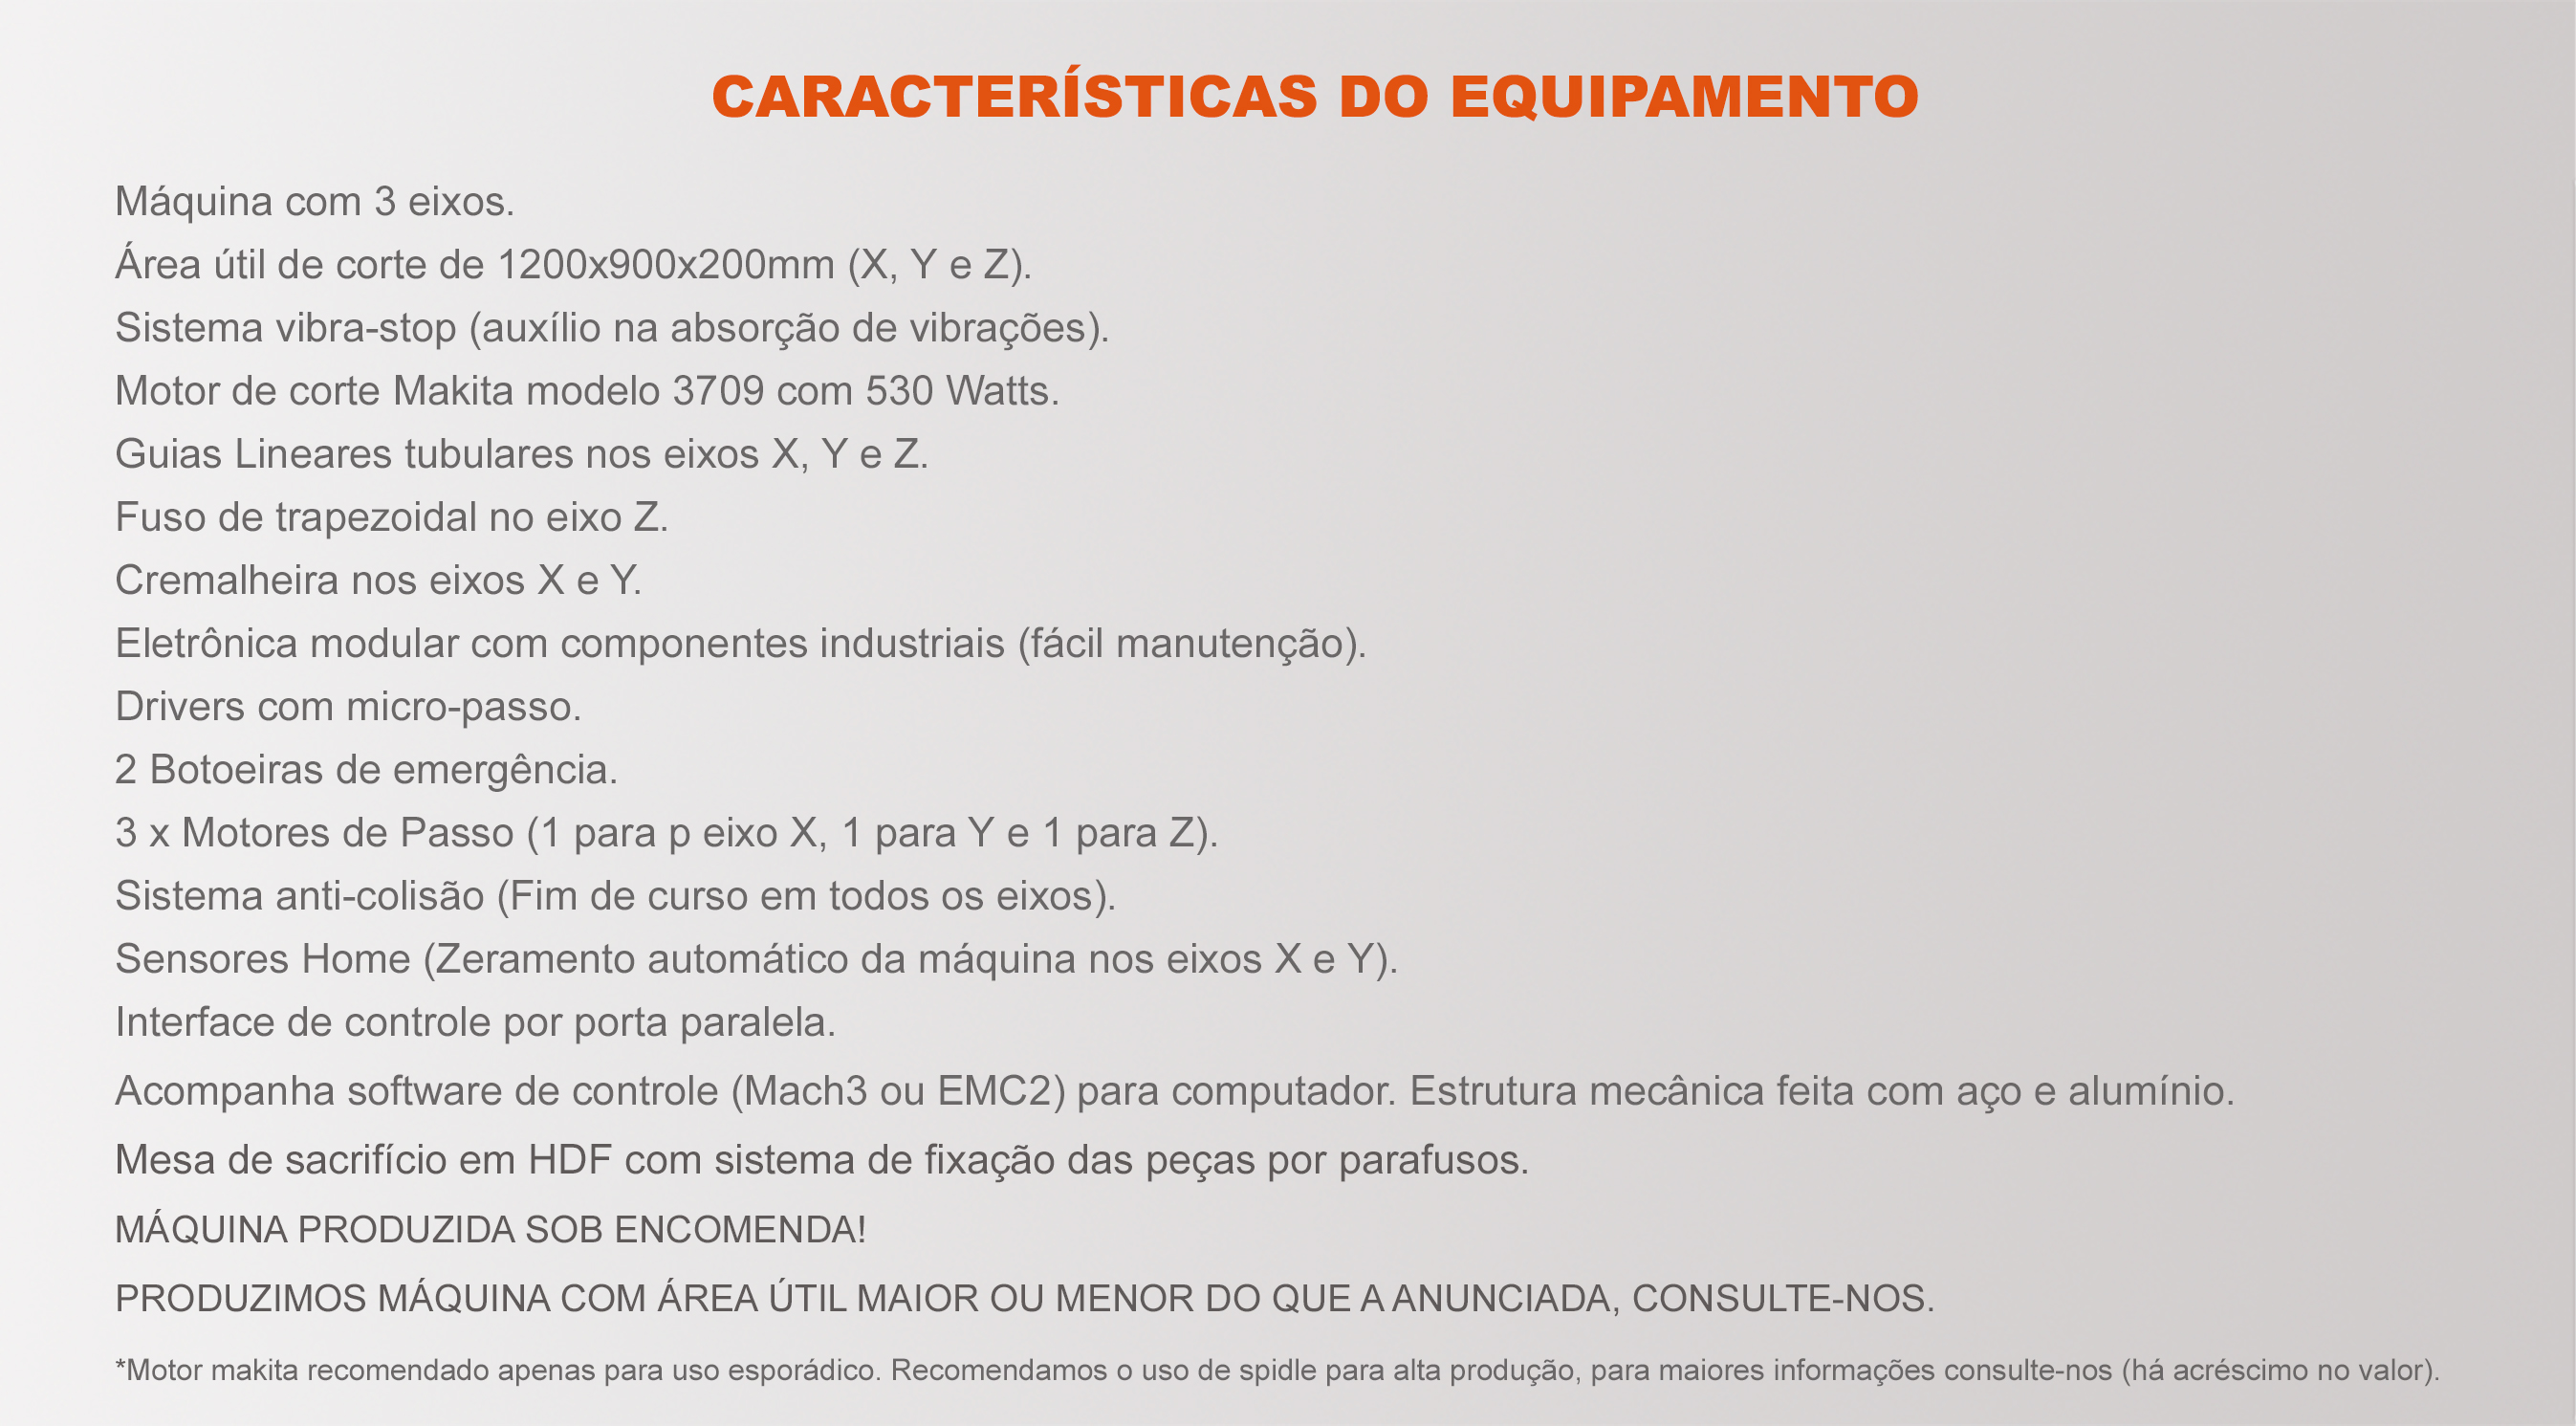 CARACTERÍSTICAS DO EQUIPAMENTO
Máquina com 3 eixos.
Área útil de corte de 1200x900x200mm (X, Y e Z).
Sistema vibra-stop (auxílio na absorção de vibrações).
Motor de corte Makita modelo 3709 com 530 Watts.
Guias Lineares tubulares nos eixos X, Y e Z.
Fuso de trapezoidal no eixo Z.
Cremalheira nos eixos X e Y.
Eletrônica modular com componentes industriais (fácil manutenção).
Drivers com micro-passo.
2 Botoeiras de emergência.
3 x Motores de Passo (1 para p eixo X, 1 para Y e 1 para Z).
Sistema anti-colisão (Fim de curso em todos os eixos).
Sensores Home (Zeramento automático da máquina nos eixos X e Y).
Interface de controle por porta paralela.
Acompanha software de controle (Mach3 ou EMC2) para computador. Estrutura mecânica feita com aço e alumínio.
Mesa de sacrifício em HDF com sistema de fixação das peças por parafusos.
MÁQUINA PRODUZIDA SOB ENCOMENDA!
PRODUZIMOS MÁQUINA COM ÁREA ÚTIL MAIOR OU MENOR DO QUE A ANUNCIADA, CONSULTE-NOS.
*Motor makita recomendado apenas para uso esporádico. Recomendamos o uso de spidle para alta produção, para maiores informações consulte-nos (há acréscimo no valor).